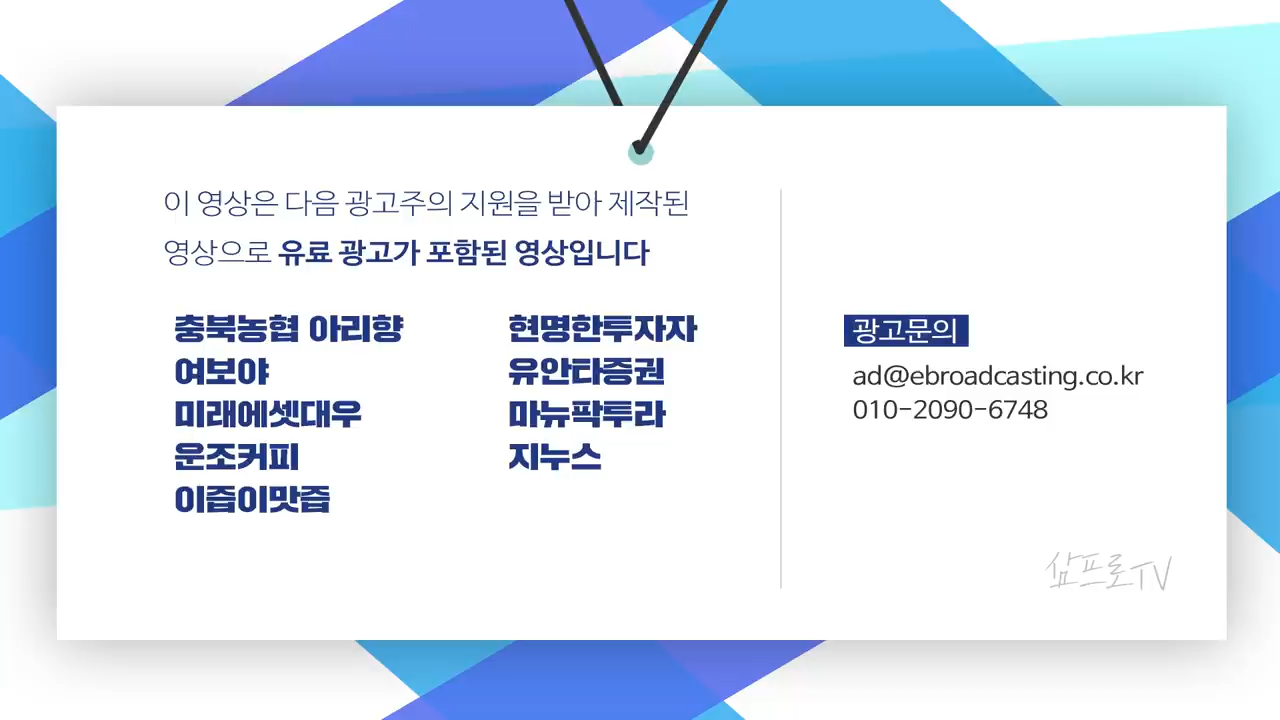 이 영상은 다음 광고주의 지원을 받아 제작된
영상으로 유료 광고가 포함된 영상입니다
충북농협 아리향
여보야
미래에셋대우
운조커피
이즙이맛즙
현명한투자자
유안타증권
마뉴팍투라
지누스
광고문의
ad@ebroadcasting.co.kr
010-2090-6748
삼프로TV